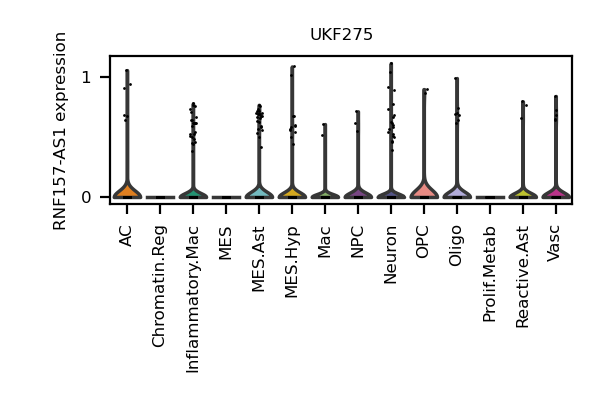 UKF275
RNF157-AS1 expression
1
0
AC
Chromatin.Reg
Inflammatory.Mac
MES
MES.Ast
MES.Hyp
Mac
NPC
Neuron
OPC
Oligo
Prolif.Metab
Reactive.Ast
Vasc